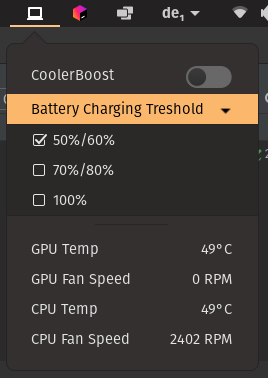 de₁
CoolerBoost
Battery Charging Treshold
50%/60%
70%/80%
100%
GPU Temp 49°C
GPU Fan Speed 0 RPM
CPU Temp 49°C
CPU Fan Speed 2402 RPM